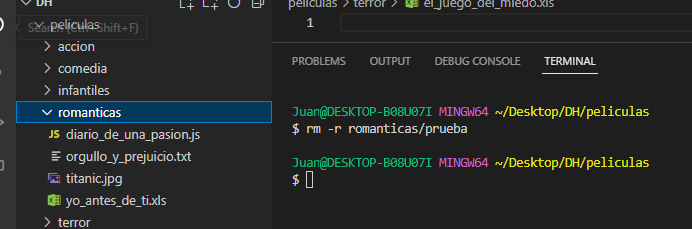 DH
peliculas
Search (Ctrl+Shift+F)
accion
comedia
infantiles
romanticas
diario_de_una_pasion.js
orgullo_y_prejuicio.txt
titanic.jpg
yo_antes_de_ti.xls
terror
peliculas > terror > el_juego_del_miedo.xls
1
PROBLEMS OUTPUT DEBUG CONSOLE TERMINAL
Juan@DESKTOP-B08U07I MINGW64 ~/Desktop/DH/peliculas
$ rm -r romanticas/prueba
Juan@DESKTOP-B08U07I MINGW64 ~/Desktop/DH/peliculas
$